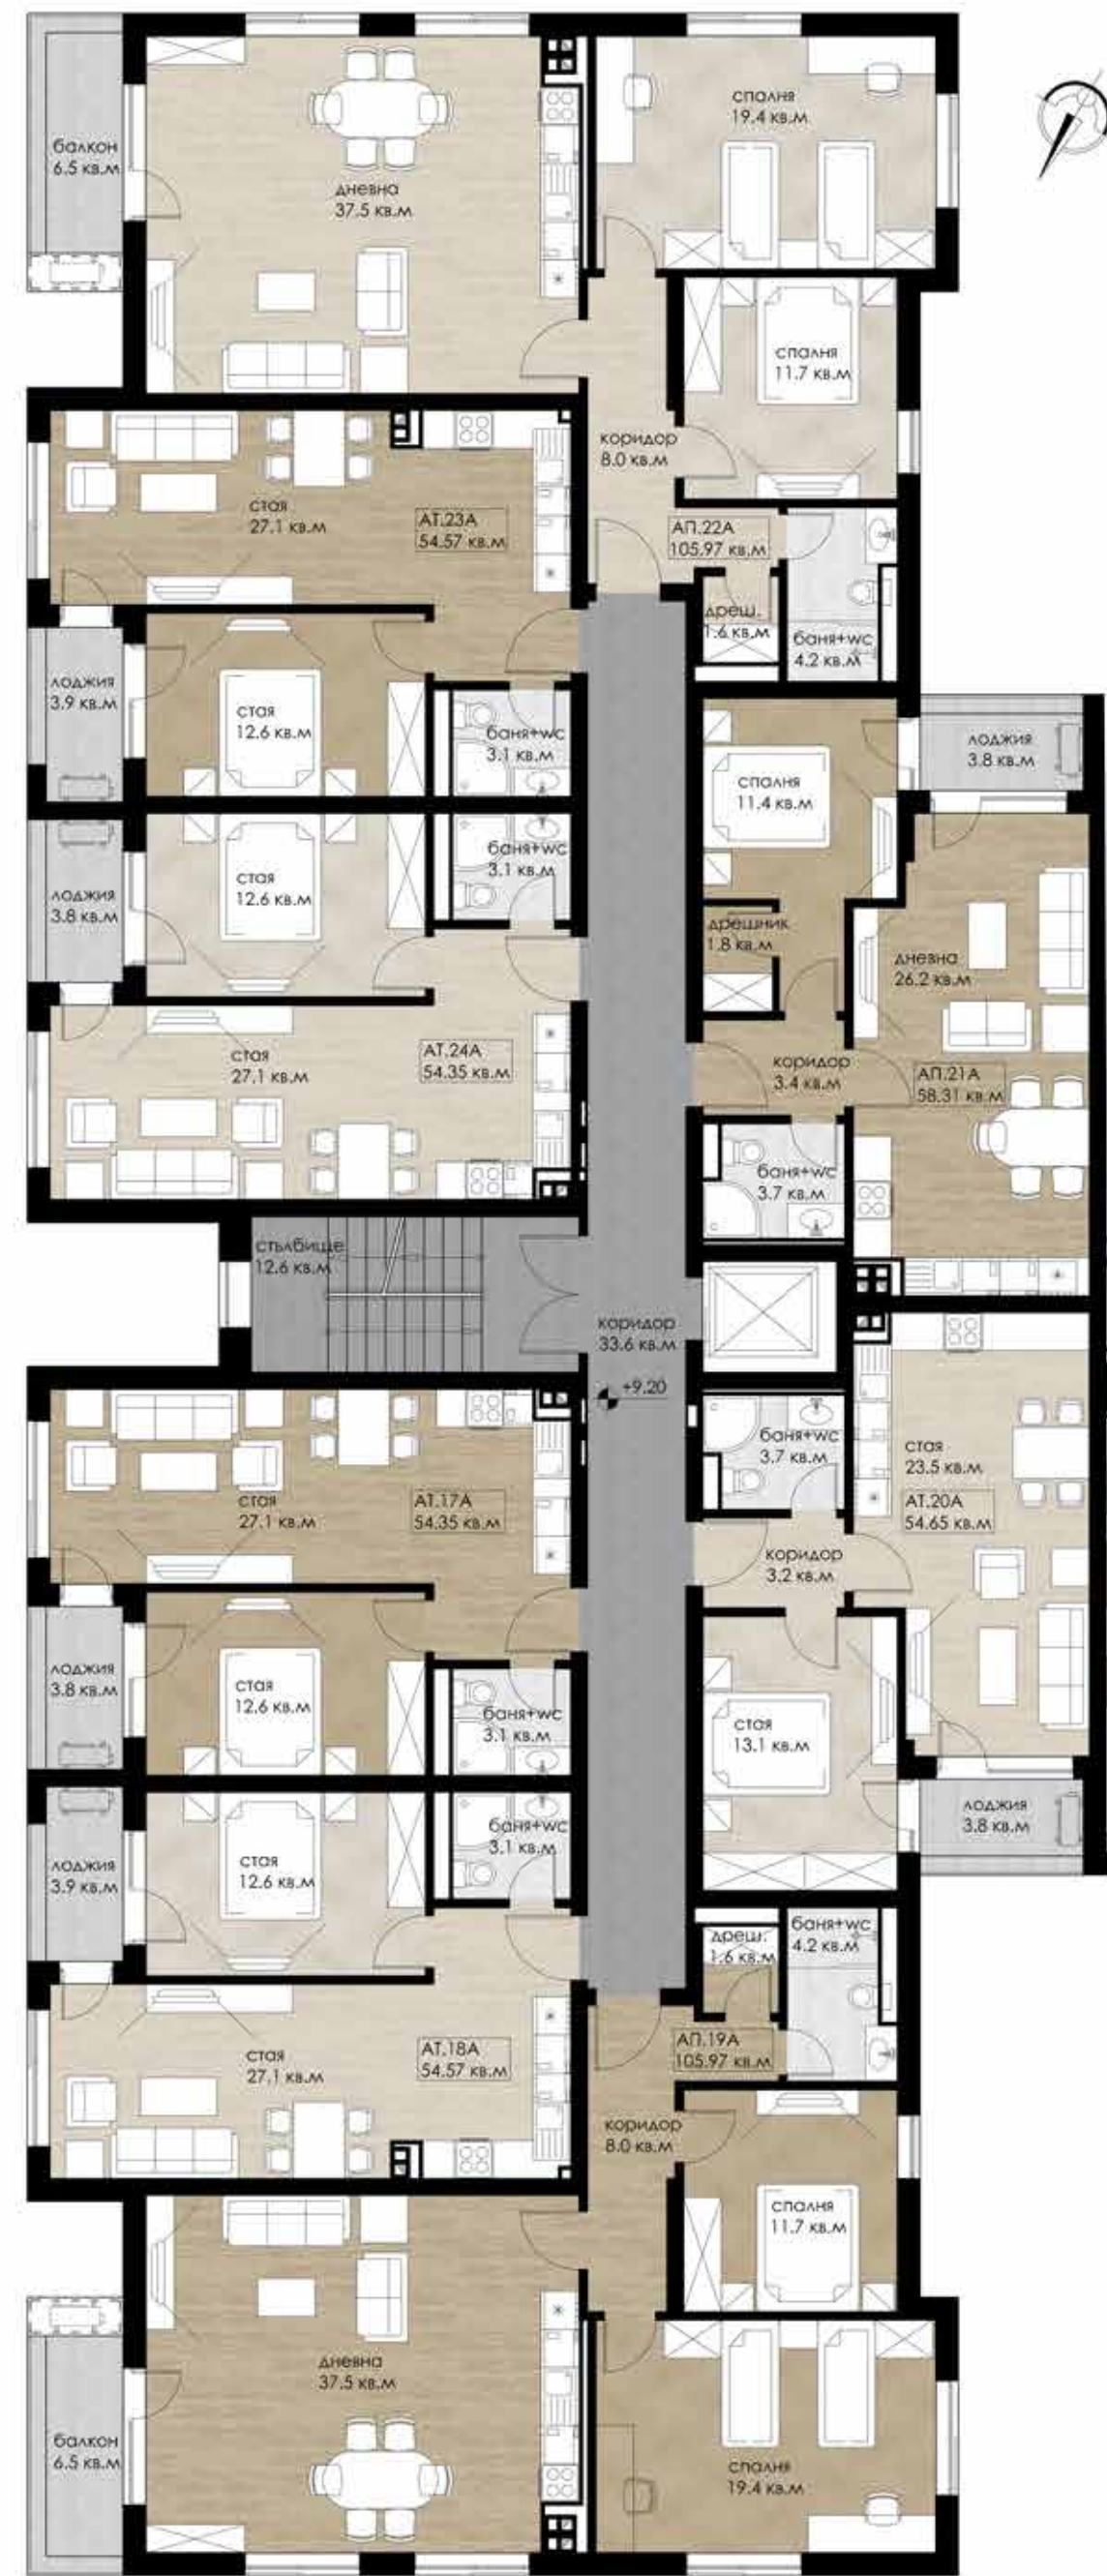 балкон
6.5 кв.м
дневна
37.5 кв.м
спалня
19.4 кв.м
спалня
11.7 кв.м
коридор
8.0 кв.м
стая
27.1 кв.м
АТ.23А
54.57 кв.м
АП.22А
105.97 кв.м
дреш.
1.6 кв.м
баня+wc
4.2 кв.м
лоджия
3.9 кв.м
стая
12.6 кв.м
баня+wc
3.1 кв.м
спалня
11.4 кв.м
лоджия
3.8 кв.м
лоджия
3.8 кв.м
стая
12.6 кв.м
баня+wc
3.1 кв.м
дрешник
1.8 кв.м
дневна
26.2 кв.м
стая
27.1 кв.м
АТ.24А
54.35 кв.м
коридор
3.4 кв.м
АП.21А
58.31 кв.м
баня+wc
3.7 кв.м
стълбище
12.6 кв.м
коридор
33.6 кв.м
+9.20
баня+wc
3.7 кв.м
стая
23.5 кв.м
АТ.20А
54.65 кв.м
стая
27.1 кв.м
АТ.17А
54.35 кв.м
коридор
3.2 кв.м
лоджия
3.8 кв.м
стая
12.6 кв.м
баня+wc
3.1 кв.м
стая
13.1 кв.м
лоджия
3.8 кв.м
лоджия
3.9 кв.м
стая
12.6 кв.м
баня+wc
3.1 кв.м
дреш.
1.6 кв.м
баня+wc
4.2 кв.м
стая
27.1 кв.м
АТ.18А
54.57 кв.м
АП.19А
105.97 кв.м
коридор
8.0 кв.м
спалня
11.7 кв.м
дневна
37.5 кв.м
балкон
6.5 кв.м
спалня
19.4 кв.м